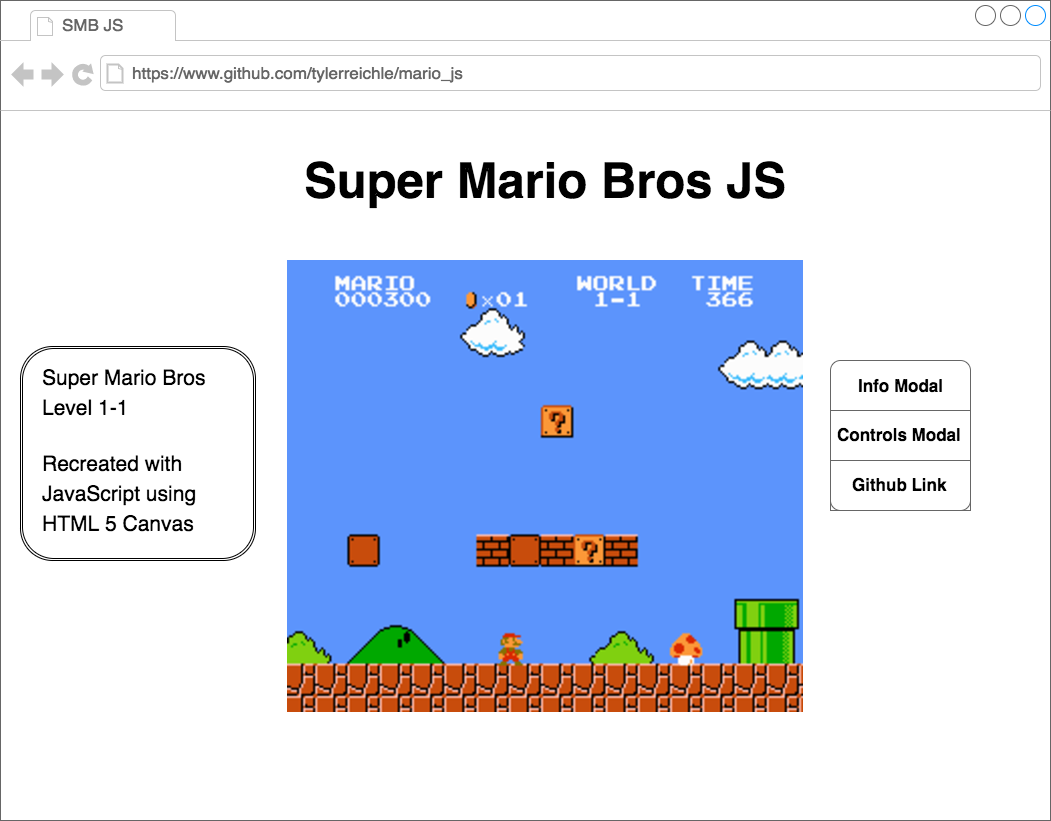 SMB JS
https://www.github.com/tylerreichle/mario_js
Super Mario Bros JS
MARIO WORLD TIME
000300 ×01 1-1 366
?
Super Mario Bros
Level 1-1
Recreated with
JavaScript using
HTML 5 Canvas
?
Info Modal
Controls Modal
Github Link